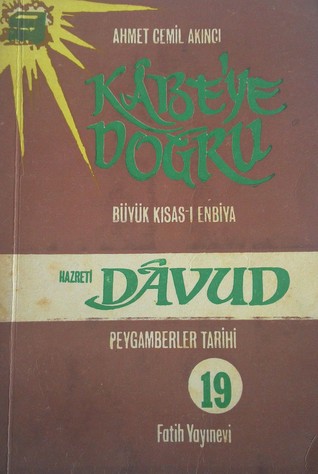 AHMET CEMİL AKINCI
KÂBE'YE
DOĞRU
BÜYÜK KISAS-I ENBİYA
HAZRETİ DÂVUD
PEYGAMBERLER TARİHİ
19
Fatih Yayınevi